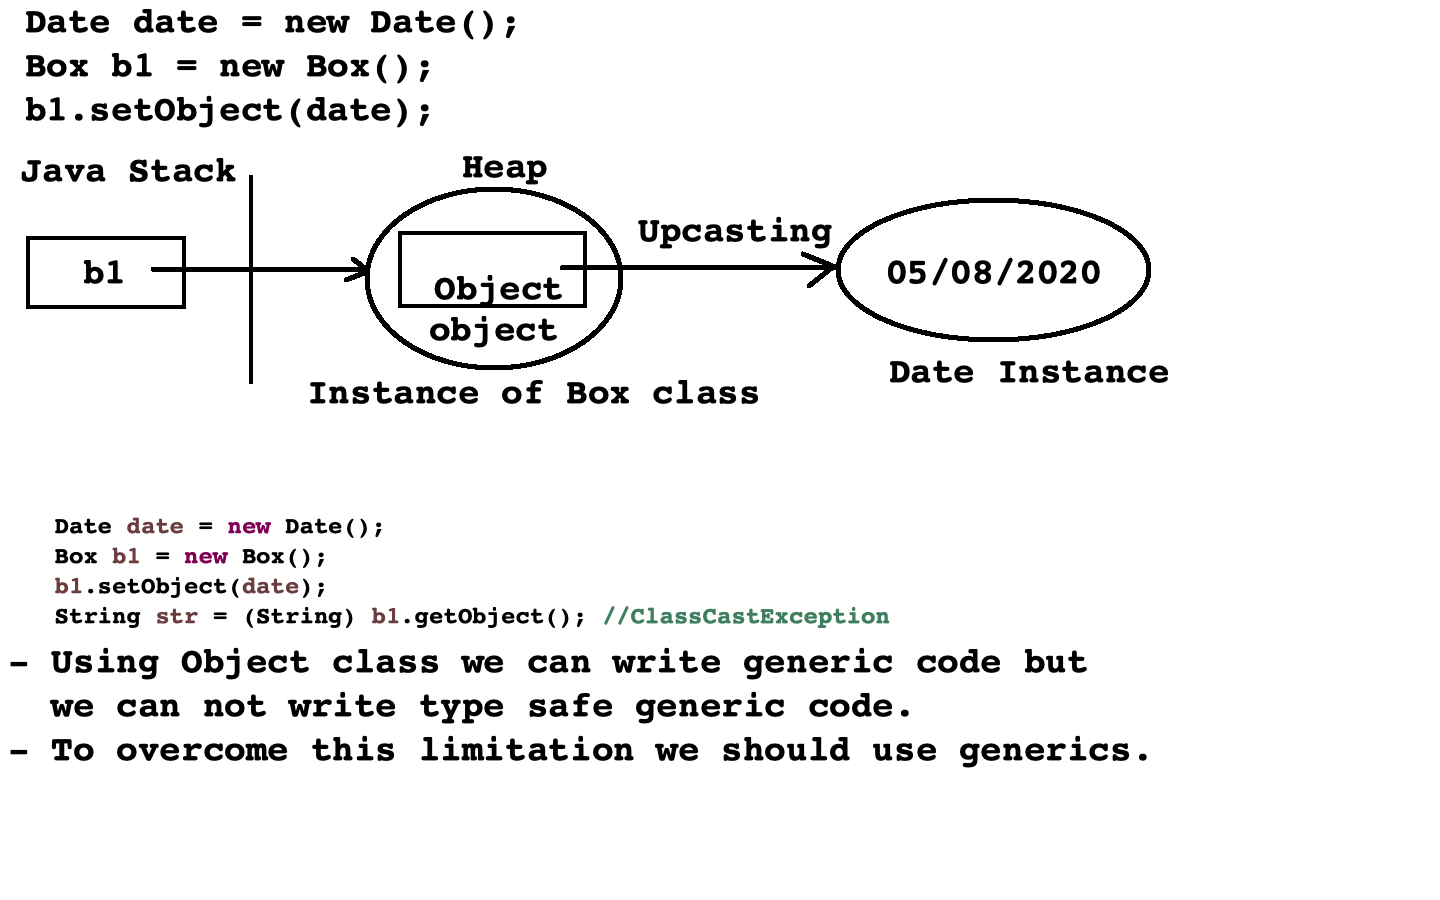 Date date = new Date();
Box b1 = new Box();
b1.setObject(date);
Java Stack
Heap
Upcasting
b1
Object
object
05/08/2020
Instance of Box class
Date Instance
Date date = new Date();
Box b1 = new Box();
b1.setObject(date);
String str = (String) b1.getObject(); //ClassCastException
- Using Object class we can write generic code but
we can not write type safe generic code.
- To overcome this limitation we should use generics.